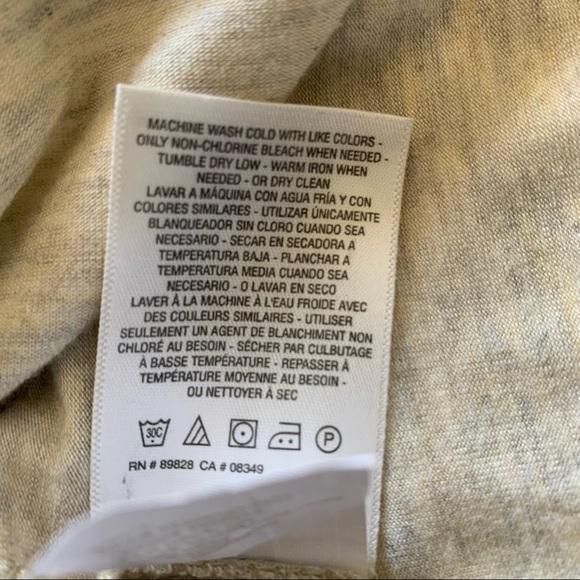 MACHINE WASH COLD WITH LIKE COLORS -
ONLY NON-CHLORINE BLEACH WHEN NEEDED -
TUMBLE DRY LOW - WARM IRON WHEN
NEEDED - OR DRY CLEAN
LAVAR A MÁQUINA CON AGUA FRÍA Y CON
COLORES SIMILARES - UTILIZAR ÚNICAMENTE
BLANQUEADOR SIN CLORO CUANDO SEA
NECESARIO - SECAR EN SECADORA A
TEMPERATURA BAJA - PLANCHAR A
TEMPERATURA MEDIA CUANDO SEA
NECESARIO - O LAVAR EN SECO
LAVER À LA MACHINE À L'EAU FROIDE AVEC
DES COULEURS SIMILAIRES - UTILISER
SEULEMENT UN AGENT DE BLANCHIMENT NON
CHLORÉ AU BESOIN - SÉCHER PAR CULBUTAGE
À BASSE TEMPÉRATURE - REPASSER À
TEMPÉRATURE MOYENNE AU BESOIN -
OU NETTOYER À SEC
30C P
RN # 89828 CA # 08349